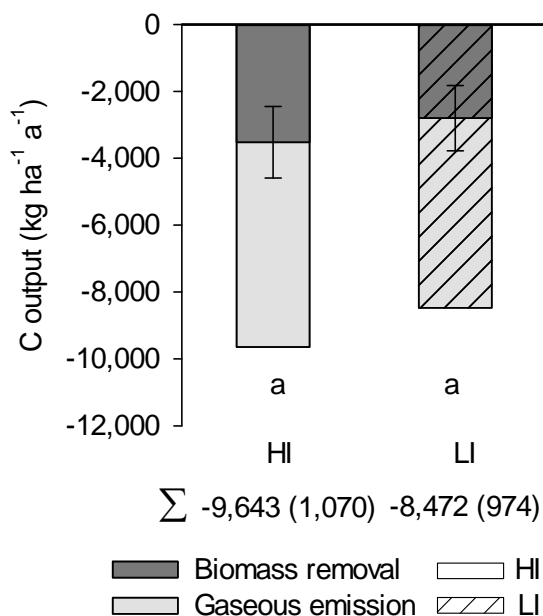 C output (kg ha⁻¹ a⁻¹)
-0
-2,000
-4,000
-6,000
-8,000
-10,000
-12,000
a a
HI LI
∑ -9,643 (1,070) -8,472 (974)
Biomass removal HI
Gaseous emission LI